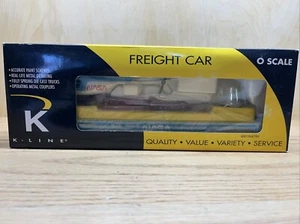 FREIGHT CAR
O SCALE
• ACCURATE PAINT SCHEMES
• REAL LIFE METAL DETAILING
• FULLY SPRUNG DIE CAST TRUCKS
• OPERATING METAL COUPLERS
NASA
K
K-LINE
QUALITY • VALUE • VARIETY • SERVICE